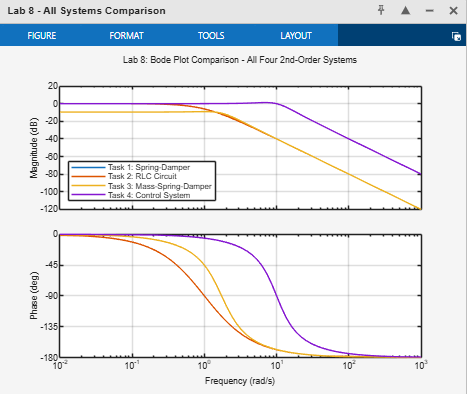 Lab 8 - All Systems Comparison
FIGURE FORMAT TOOLS LAYOUT
Lab 8: Bode Plot Comparison - All Four 2nd-Order Systems
Magnitude (dB)
20
0
-20
-40
-60
-80
-100
-120
Task 1: Spring-Damper
Task 2: RLC Circuit
Task 3: Mass-Spring-Damper
Task 4: Control System
Phase (deg)
0
-45
-90
-135
-180
10⁻² 10⁻¹ 10⁰ 10¹ 10² 10³
Frequency (rad/s)